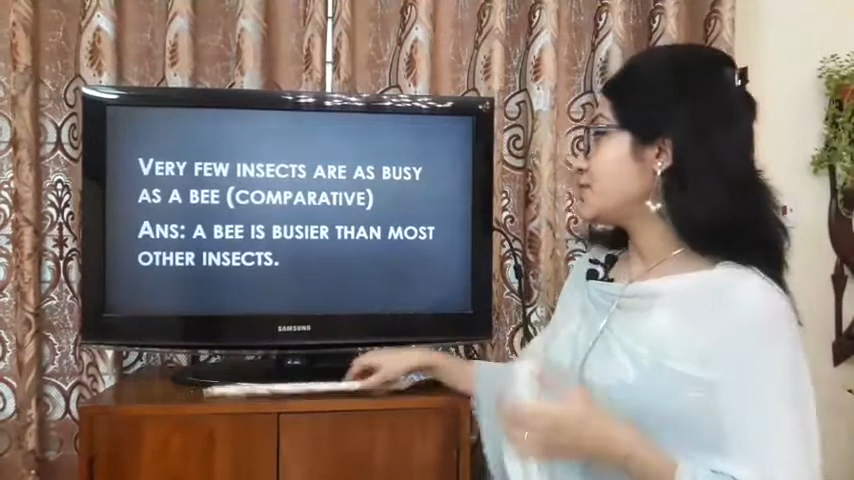 VERY FEW INSECTS ARE AS BUSY
AS A BEE. (COMPARATIVE)
ANS: A BEE IS BUSIER THAN MOST
OTHER INSECTS.
SAMSUNG